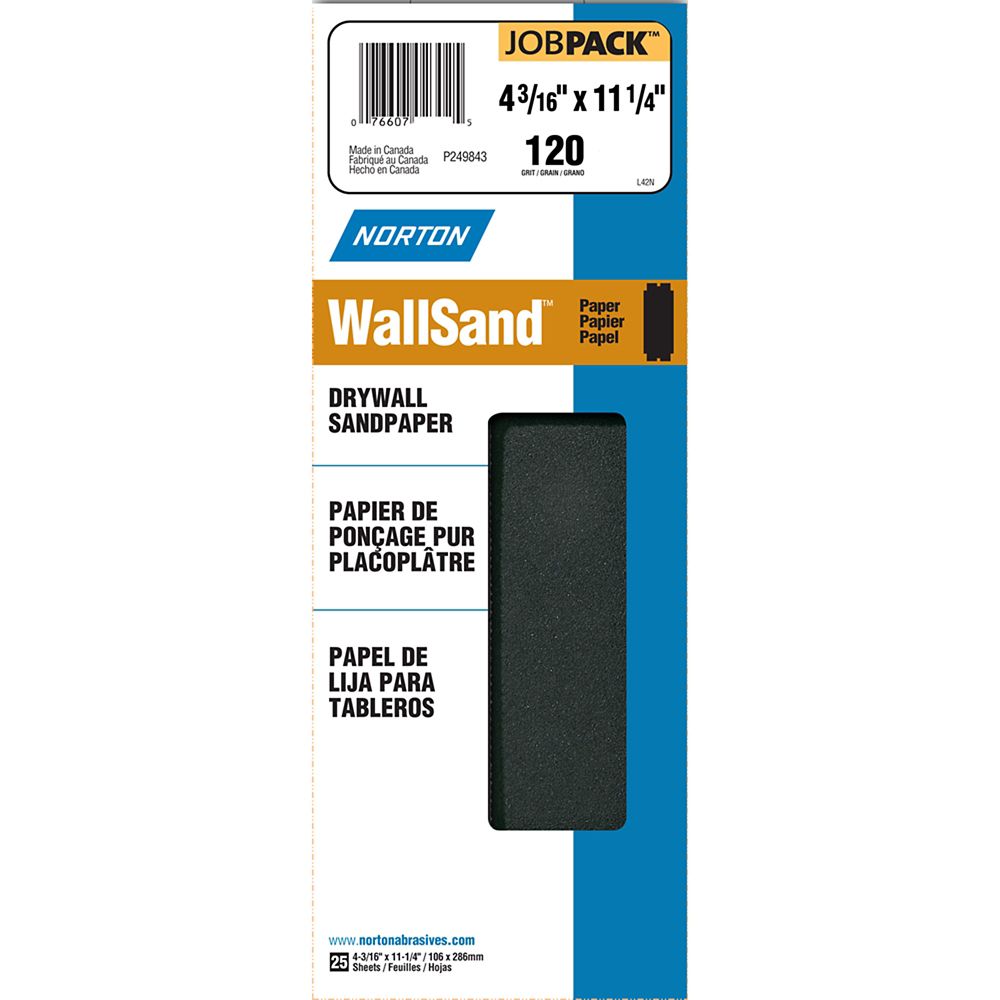 JOBPACK™
4 3/16" x 11 1/4"
0 76607 5
Made in Canada
Fabriqué au Canada
Hecho en Canada
P249843
120
GRIT / GRAIN / GRANO
L42N
NORTON
WallSand™
Paper
Papier
Papel
DRYWALL
SANDPAPER
PAPIER DE
PONÇAGE PUR
PLACOPLÂTRE
PAPEL DE
LIJA PARA
TABLEROS
www.nortonabrasives.com
25 4-3/16" x 11-1/4" / 106 x 286mm
Sheets / Feuilles / Hojas